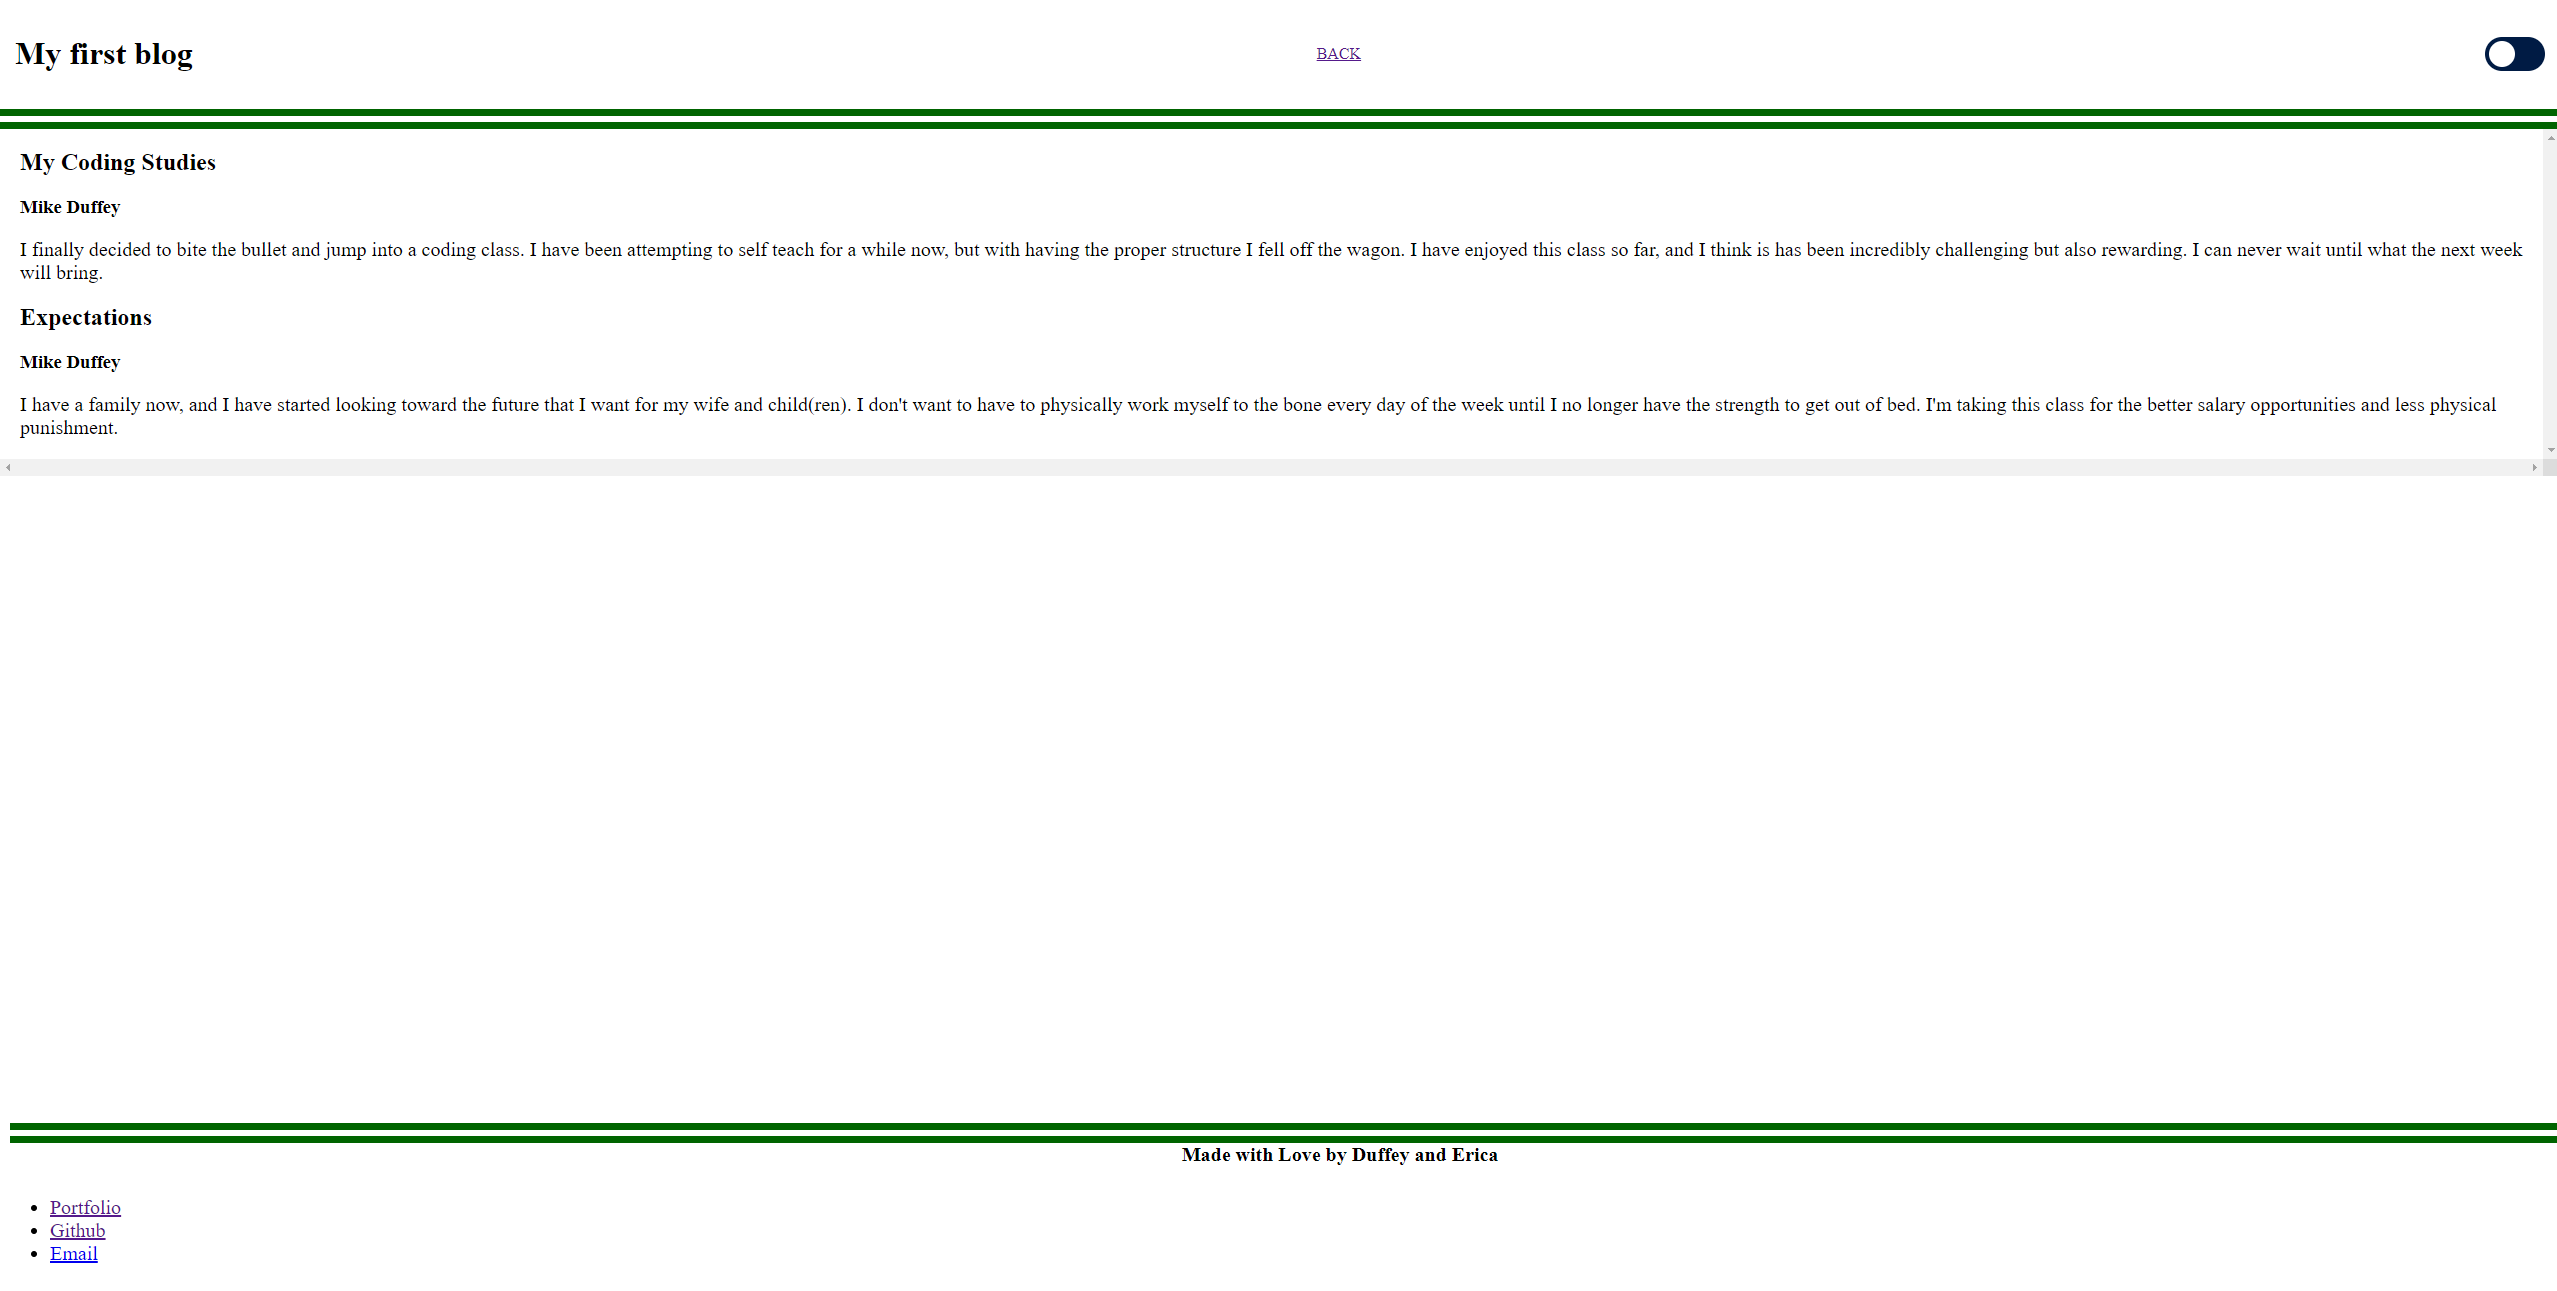 My first blog
BACK
My Coding Studies
Mike Duffey
I finally decided to bite the bullet and jump into a coding class. I have been attempting to self teach for a while now, but with having the proper structure I fell off the wagon. I have enjoyed this class so far, and I think is has been incredibly challenging but also rewarding. I can never wait until what the next week
will bring.
Expectations
Mike Duffey
I have a family now, and I have started looking toward the future that I want for my wife and child(ren). I don't want to have to physically work myself to the bone every day of the week until I no longer have the strength to get out of bed. I'm taking this class for the better salary opportunities and less physical
punishment.
Made with Love by Duffey and Erica
Portfolio
Github
Email